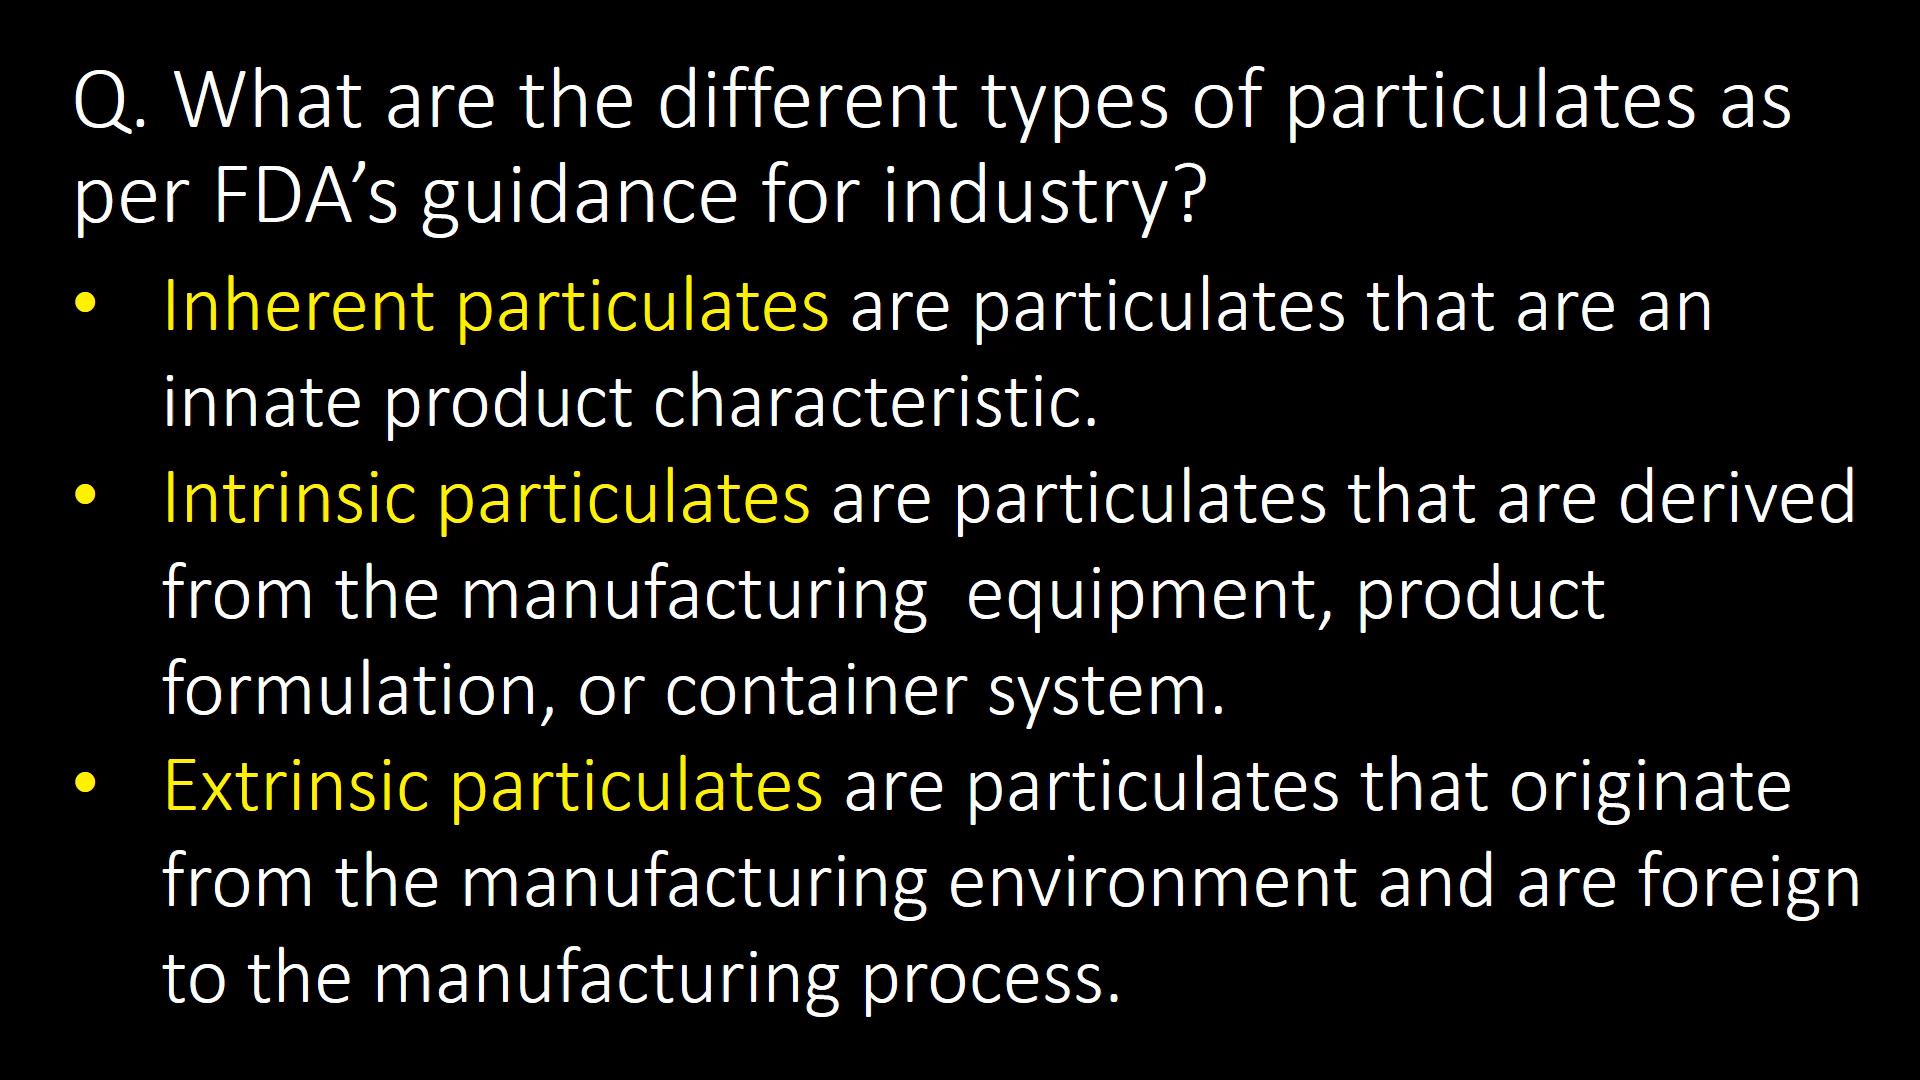 Q. What are the different types of particulates as
per FDA’s guidance for industry?
• Inherent particulates are particulates that are an
innate product characteristic.
• Intrinsic particulates are particulates that are derived
from the manufacturing  equipment, product
formulation, or container system.
• Extrinsic particulates are particulates that originate
from the manufacturing environment and are foreign
to the manufacturing process.